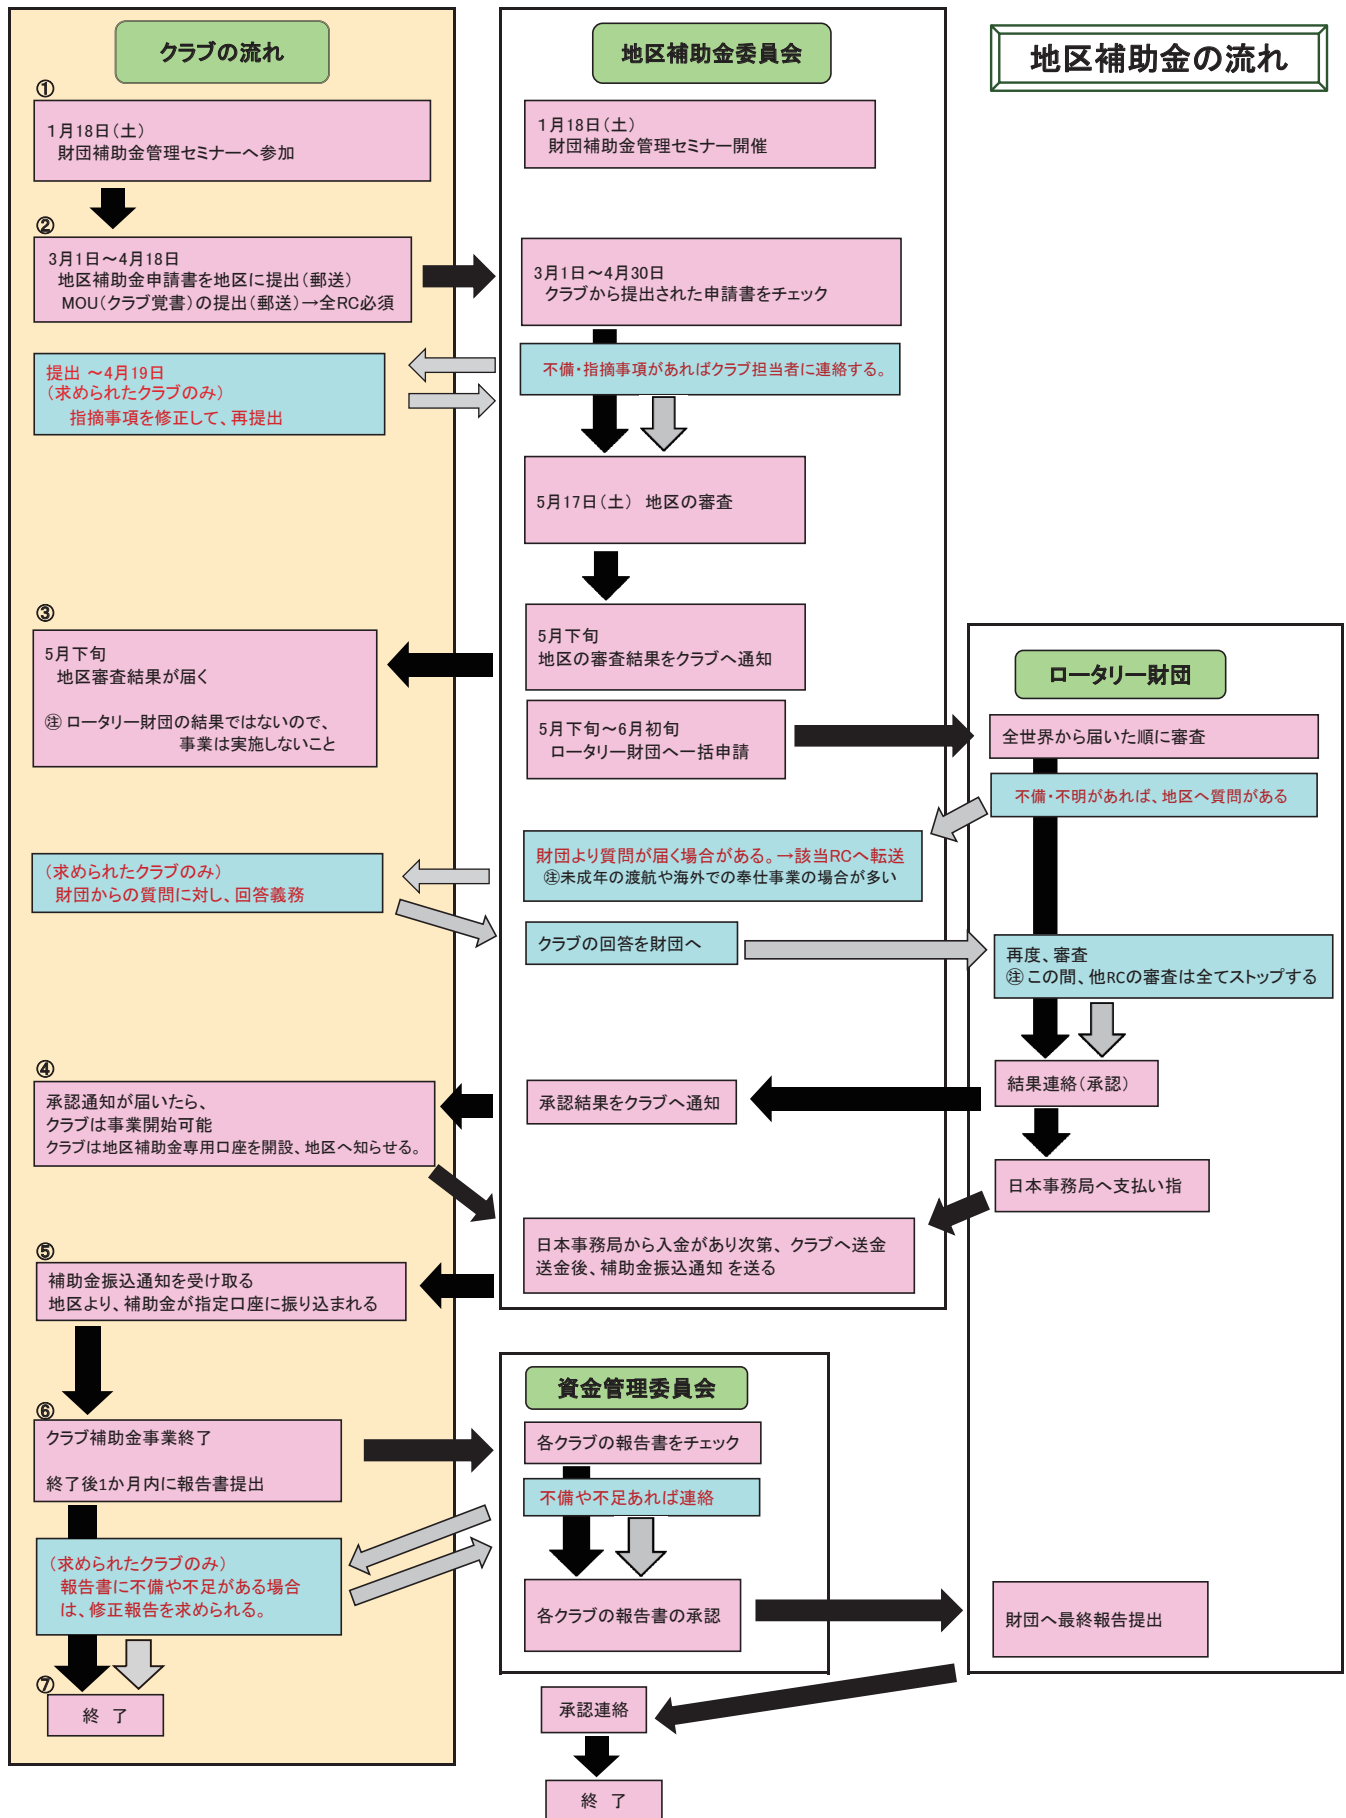 地区補助金の流れ
クラブの流れ
①
1月18日(土)
財団補助金管理セミナーへ参加
②
3月1日～4月18日
地区補助金申請書を地区に提出(郵送)
MOU(クラブ覚書)の提出(郵送)→全RC必須
提出 ～4月19日
(求められたクラブのみ)
指摘事項を修正して、再提出
③
5月下旬
地区審査結果が届く
㊟ ロータリー財団の結果ではないので、
事業は実施しないこと
(求められたクラブのみ)
財団からの質問に対し、回答義務
④
承認通知が届いたら、
クラブは事業開始可能
クラブは地区補助金専用口座を開設、地区へ知らせる。
⑤
補助金振込通知を受け取る
地区より、補助金が指定口座に振り込まれる
⑥
クラブ補助金事業終了
終了後1か月内に報告書提出
(求められたクラブのみ)
報告書に不備や不足がある場合
は、修正報告を求められる。
⑦
終 了
地区補助金委員会
1月18日(土)
財団補助金管理セミナー開催
3月1日～4月30日
クラブから提出された申請書をチェック
不備・指摘事項があればクラブ担当者に連絡する。
5月17日(土) 地区の審査
5月下旬
地区の審査結果をクラブへ通知
5月下旬～6月初旬
ロータリー財団へ一括申請
財団より質問が届く場合がある。→該当RCへ転送
㊟未成年の渡航や海外での奉仕事業の場合が多い
クラブの回答を財団へ
承認結果をクラブへ通知
日本事務局から入金があり次第、クラブへ送金
送金後、補助金振込通知 を送る
資金管理委員会
各クラブの報告書をチェック
不備や不足あれば連絡
各クラブの報告書の承認
承認連絡
終 了
ロータリー財団
全世界から届いた順に審査
不備・不明があれば、地区へ質問がある
再度、審査
㊟ この間、他RCの審査は全てストップする
結果連絡(承認)
日本事務局へ支払い指
財団へ最終報告提出